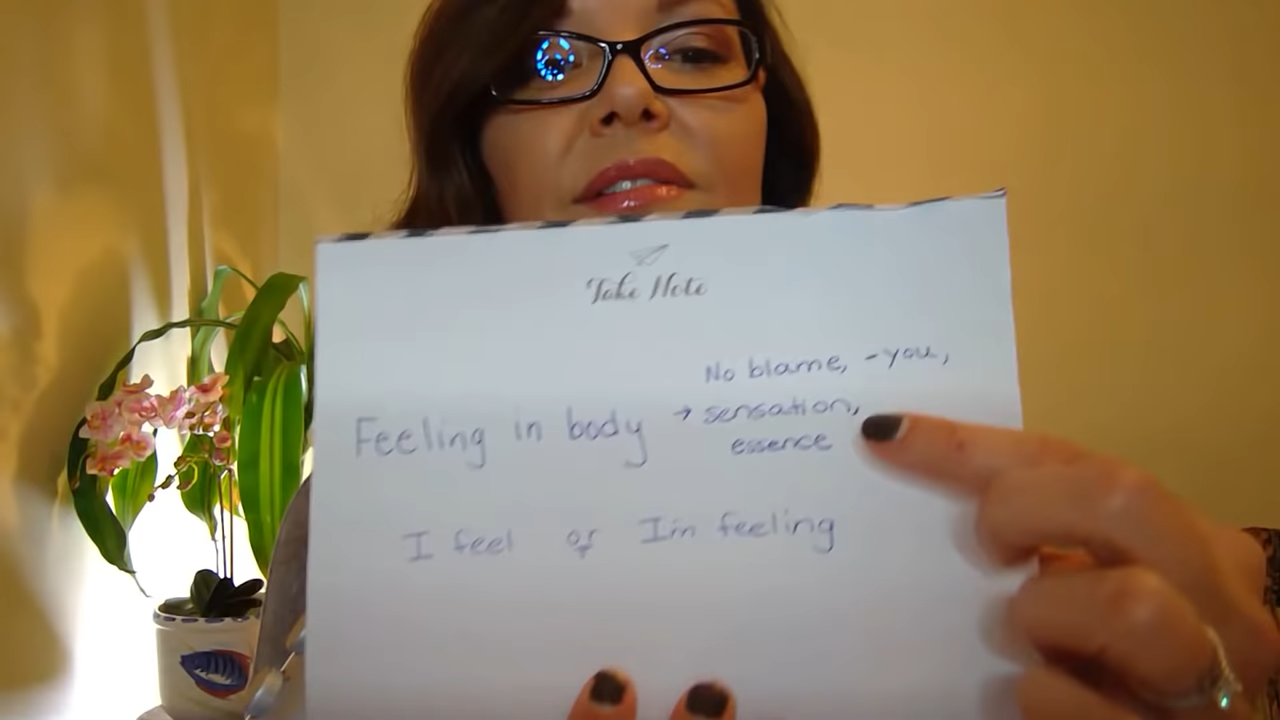 Take Note
No blame, -you,
Feeling in body → sensation,
essence
I feel or I'm feeling